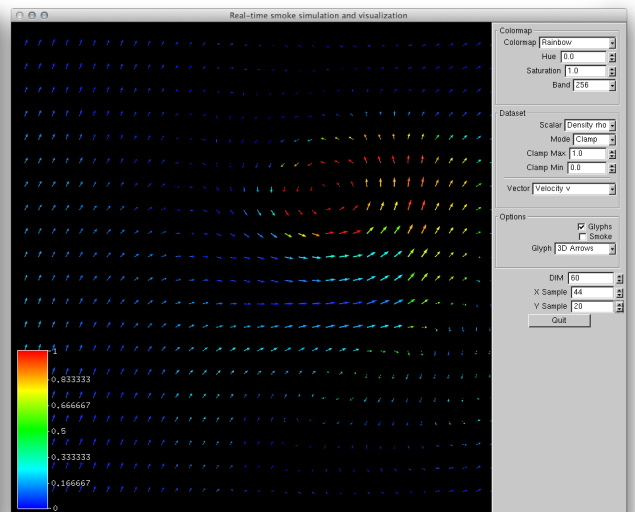 Real-time smoke simulation and visualization
Colormap
Colormap Rainbow
Hue 0.0
Saturation 1.0
Band 256
Dataset
Scalar Density rho
Mode Clamp
Clamp Max 1.0
Clamp Min 0.0
Vector Velocity v
Options
Glyphs
Smoke
Glyph 3D Arrows
DIM 60
X Sample 44
Y Sample 20
Quit
1
0.833333
0.666667
0.5
0.333333
0.166667
0